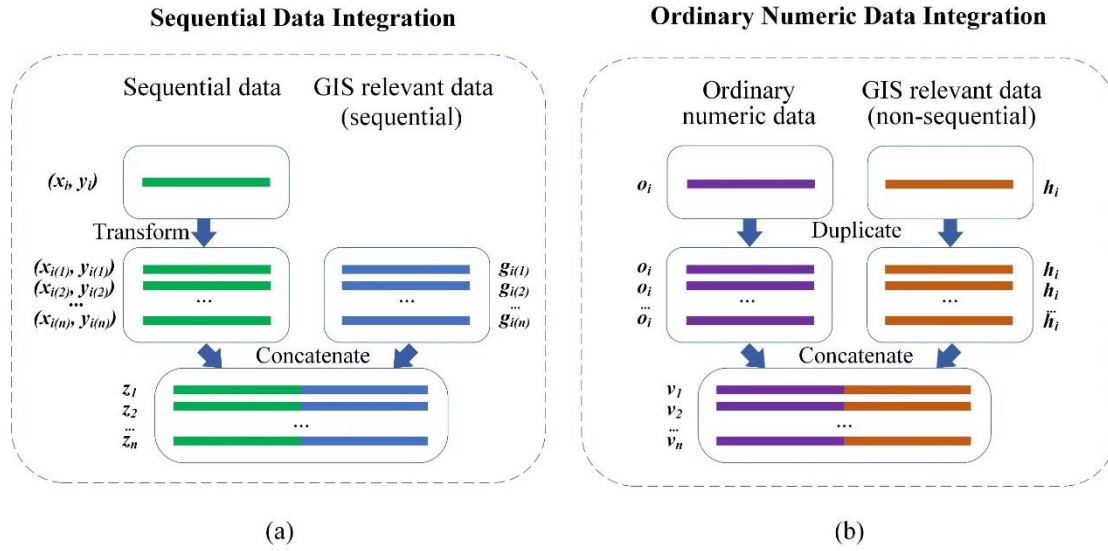 Sequential Data Integration
Sequential data
GIS relevant data
(sequential)
(xi, yi)
Transform
(xi(1), yi(1))
(xi(2), yi(2))
...
(xi(n), yi(n))
...
...
gi(1)
gi(2)
...
gi(n)
Concatenate
z1
z2
...
zn
...
(a)
Ordinary Numeric Data Integration
Ordinary
numeric data
GIS relevant data
(non-sequential)
oi
hi
Duplicate
oi
oi
...
oi
...
...
hi
hi
..
hi
Concatenate
v1
v2
...
vn
...
(b)